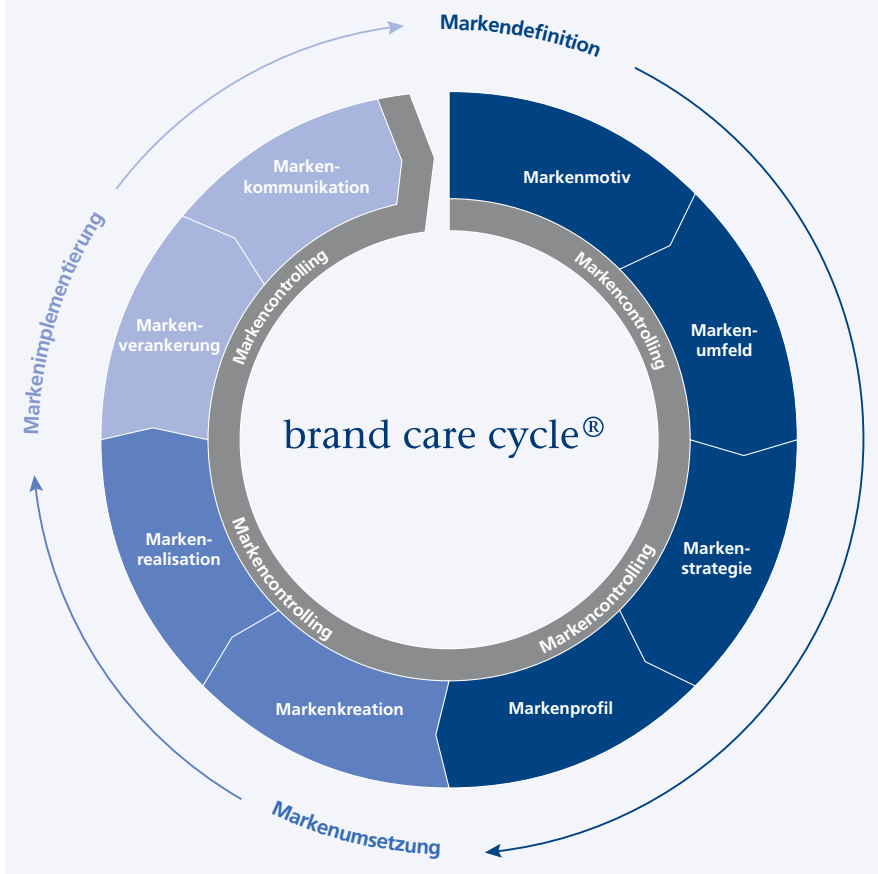 Markendefinition
Markenmotiv
Marken-
umfeld
Marken-
strategie
Markenprofil
Markenumsetzung
Markenkreation
Marken-
realisation
Markenimplementierung
Marken-
verankerung
Marken-
kommunikation
Markencontrolling
Markencontrolling
Markencontrolling
Markencontrolling
brand care cycle®